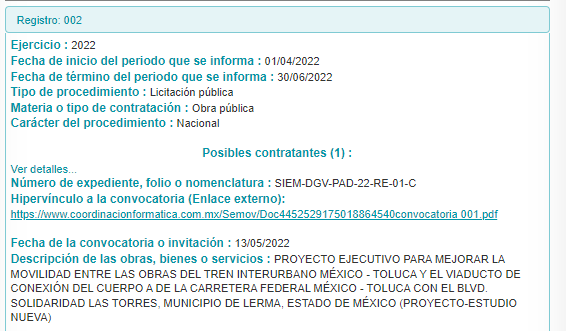 Registro: 002
Ejercicio : 2022
Fecha de inicio del periodo que se informa : 01/04/2022
Fecha de término del periodo que se informa : 30/06/2022
Tipo de procedimiento : Licitación pública
Materia o tipo de contratación : Obra pública
Carácter del procedimiento : Nacional
Posibles contratantes (1) :
Ver detalles...
Número de expediente, folio o nomenclatura : SIEM-DGV-PAD-22-RE-01-C
Hipervínculo a la convocatoria (Enlace externo):
https://www.coordinacioninformatica.com.mx/Semov/Doc4452529175018864540convocatoria 001.pdf
Fecha de la convocatoria o invitación : 13/05/2022
Descripción de las obras, bienes o servicios : PROYECTO EJECUTIVO PARA MEJORAR LA
MOVILIDAD ENTRE LAS OBRAS DEL TREN INTERURBANO MÉXICO - TOLUCA Y EL VIADUCTO DE
CONEXIÓN DEL CUERPO A DE LA CARRETERA FEDERAL MÉXICO - TOLUCA CON EL BLVD.
SOLIDARIDAD LAS TORRES, MUNICIPIO DE LERMA, ESTADO DE MÉXICO (PROYECTO-ESTUDIO
NUEVA)